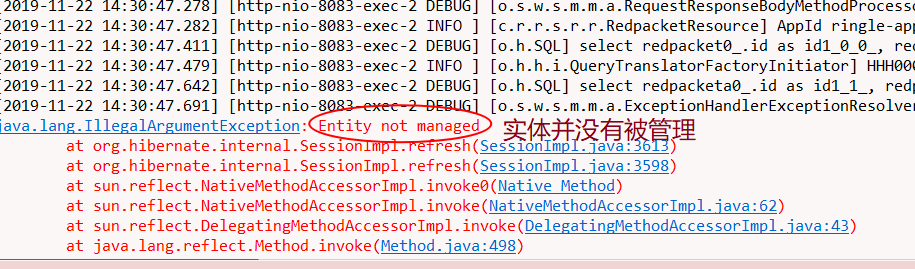 [2019-11-22 14:30:47.278] [http-nio-8083-exec-2 DEBUG] [o.s.w.s.m.m.a.RequestResponseBodyMethodProcesso
2019-11-22 14:30:47.282] [http-nio-8083-exec-2 INFO ] [c.r.r.s.r.r.RedpacketResource] AppId ringle-app
2019-11-22 14:30:47.411] [http-nio-8083-exec-2 DEBUG] [o.h.SQL] select redpacket0_.id as id1_0_0_, redp
2019-11-22 14:30:47.479] [http-nio-8083-exec-2 INFO ] [o.h.h.i.QueryTranslatorFactoryInitiator] HHH000
2019-11-22 14:30:47.642] [http-nio-8083-exec-2 DEBUG] [o.h.SQL] select redpacketa0_.id as id1_1_, redpa
2019-11-22 14:30:47.691] [http-nio-8083-exec-2 DEBUG] [o.s.w.s.m.m.a.ExceptionHandlerExceptionResolver
java.lang.IllegalArgumentException: Entity not managed 实体并没有被管理
at org.hibernate.internal.SessionImpl.refresh(SessionImpl.java:3613)
at org.hibernate.internal.SessionImpl.refresh(SessionImpl.java:3598)
at sun.reflect.NativeMethodAccessorImpl.invoke0(Native Method)
at sun.reflect.NativeMethodAccessorImpl.invoke(NativeMethodAccessorImpl.java:62)
at sun.reflect.DelegatingMethodAccessorImpl.invoke(DelegatingMethodAccessorImpl.java:43)
at java.lang.reflect.Method.invoke(Method.java:498)